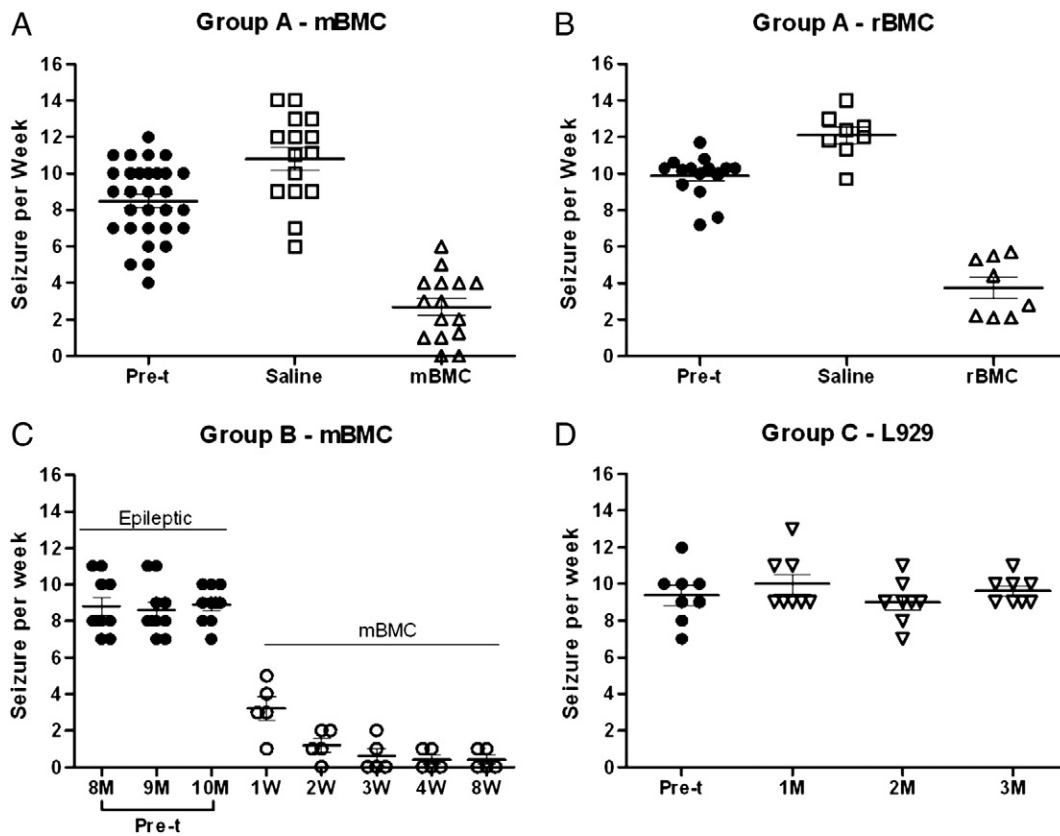 A
Group A - mBMC
Seizure per Week
16
14
12
10
8
6
4
2
0
Pre-t
Saline
mBMC
B
Group A - rBMC
Seizure per Week
16
14
12
10
8
6
4
2
0
Pre-t
Saline
rBMC
C
Group B - mBMC
Seizure per week
16
14
12
10
8
6
4
2
0
Epileptic
mBMC
8M
9M
10M
1W
2W
3W
4W
8W
Pre-t
D
Group C - L929
Seizure per week
16
14
12
10
8
6
4
2
0
Pre-t
1M
2M
3M